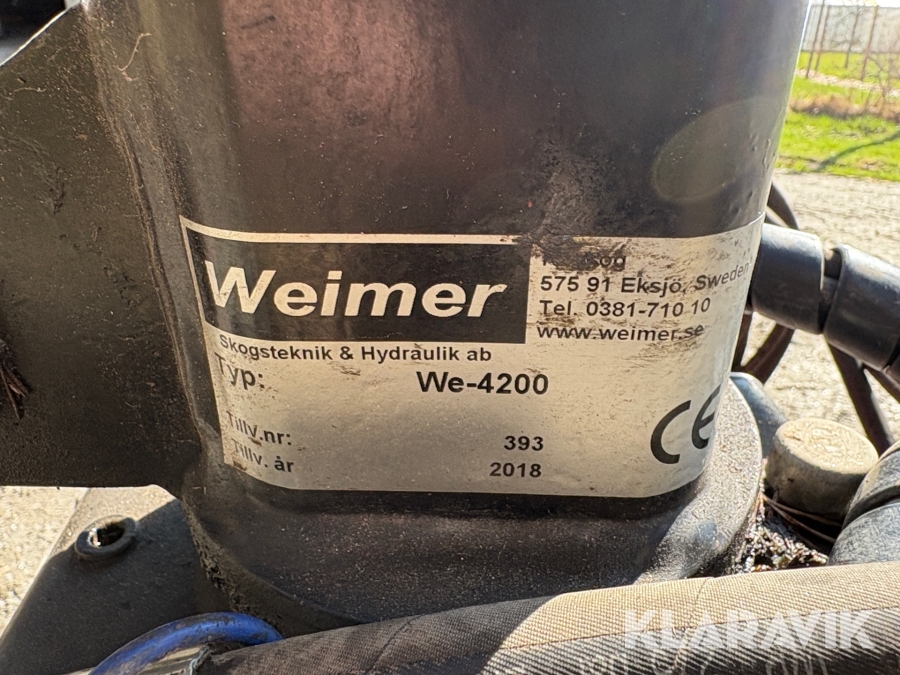 Weimer
575 91 Eksjö, Sweden
Tel. 0381-710 10
www.weimer.se
Skogsteknik & Hydraulik ab
Typ: We-4200
Tillv.nr: 393
Tillv. år 2018
CE
KLARAVIK